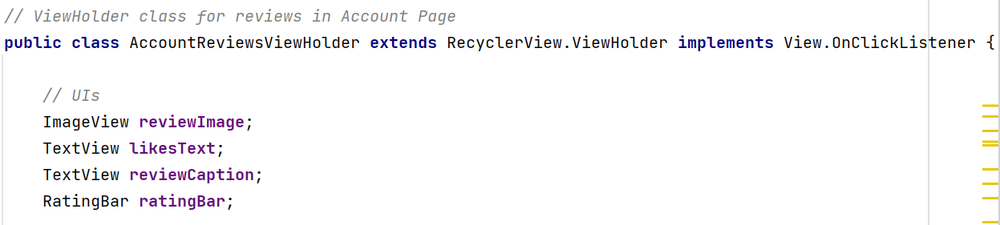 // ViewHolder class for reviews in Account Page
public class AccountReviewsViewHolder extends RecyclerView.ViewHolder implements View.OnClickListener {
// UIs
ImageView reviewImage;
TextView likesText;
TextView reviewCaption;
RatingBar ratingBar;